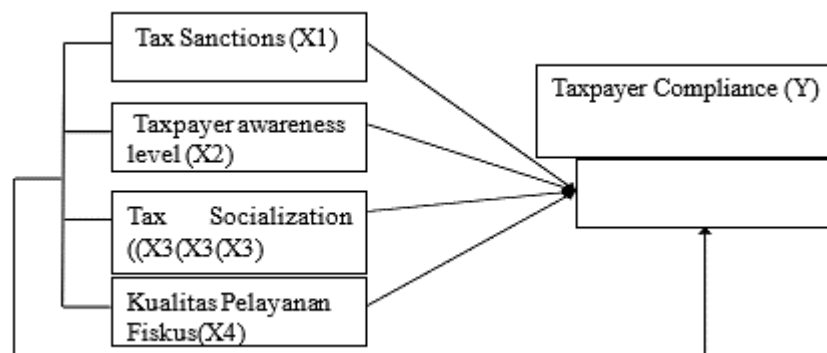 Tax Sanctions (X1)
Taxpayer Compliance (Y)
Taxpayer awareness
level (X2)
Tax Socialization
((X3(X3(X3)
Kualitas Pelayanan
Fiskus(X4)